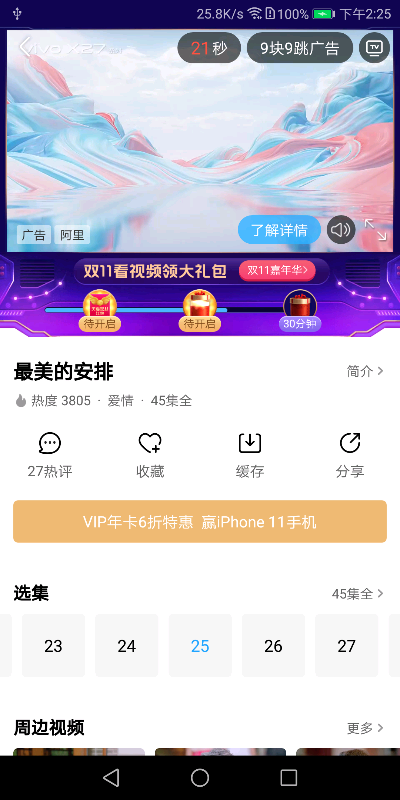 25.8K/s 100% 下午2:25
vivo X27
21秒 9块9跳广告 TV
广告 阿里 了解详情
双11看视频领大礼包 双11嘉年华>
待开启 待开启 30分钟
最美的安排 简介 >
热度 3805 · 爱情 · 45集全
27热评 收藏 缓存 分享
VIP年卡6折特惠 赢iPhone 11手机
选集 45集全 >
23 24 25 26 27
周边视频 更多 >